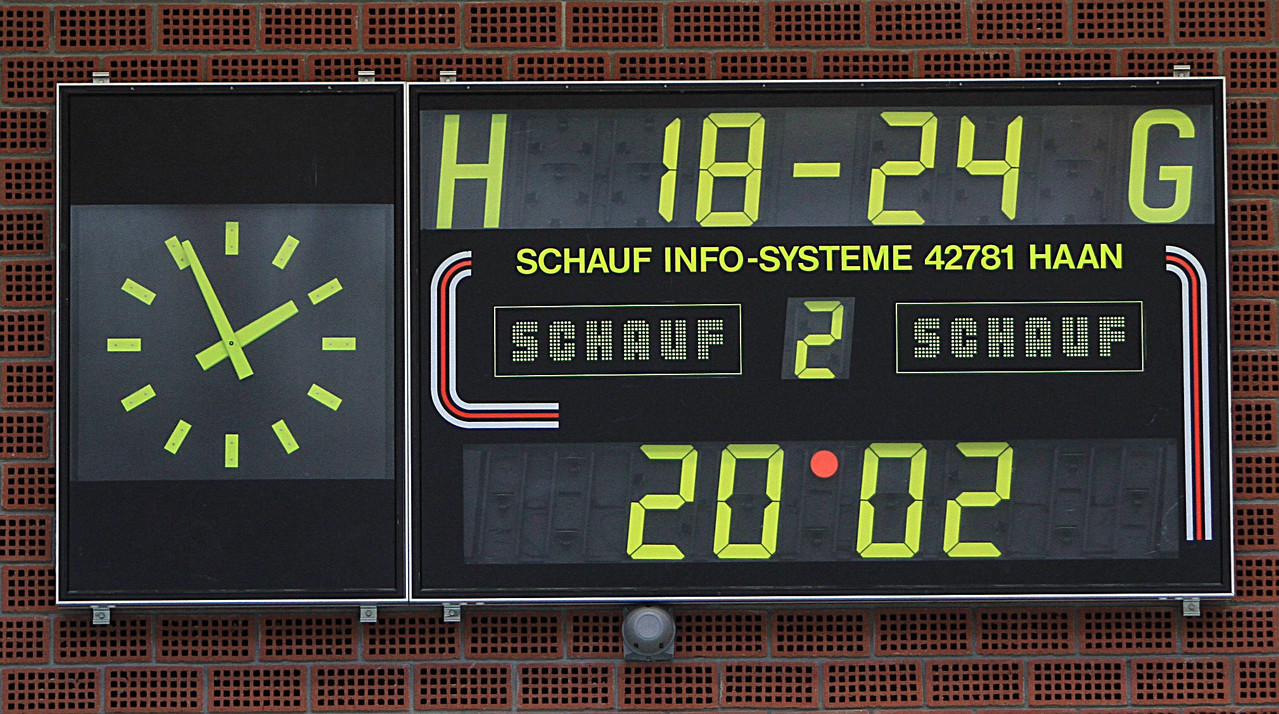 H 18-24 G
SCHAUF INFO-SYSTEME 42781 HAAN
SCHAUF 2 SCHAUF
20 02